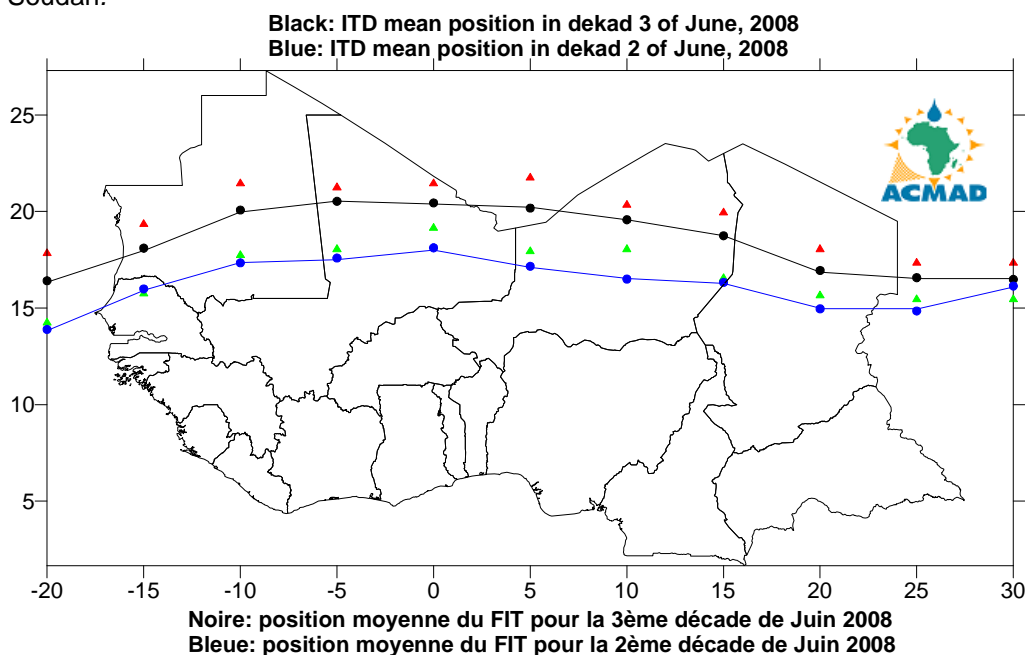 Soudan.
Black: ITD mean position in dekad 3 of June, 2008
Blue: ITD mean position in dekad 2 of June, 2008
25
20
15
10
5
ACMAD
-20 -15 -10 -5 0 5 10 15 20 25 30
Noire: position moyenne du FIT pour la 3ème décade de Juin 2008
Bleue: position moyenne du FIT pour la 2ème décade de Juin 2008